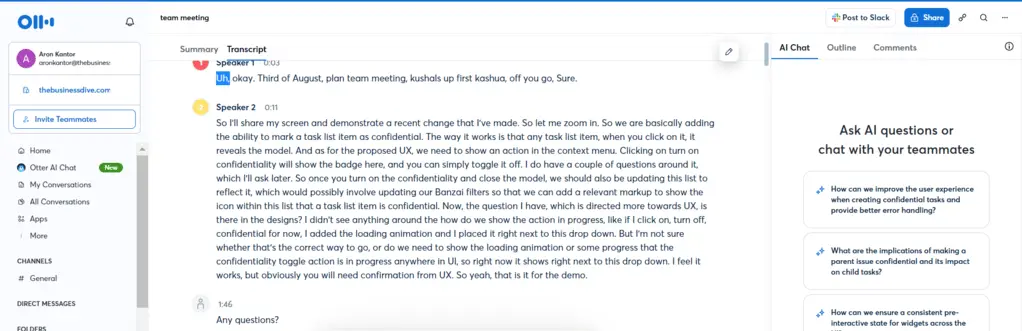 Otter
team meeting
Post to Slack
Share
A
Aron Kantor
aronkantor@thebusines
thebusinessdive.com
Invite Teammates
Home
Otter AI Chat
New
My Conversations
All Conversations
Apps
More
CHANNELS
# General
DIRECT MESSAGES
FOLDERS
Summary
Transcript
1
Speaker 1 0:03
Uh, okay. Third of August, plan team meeting, kushals up first kashua, off you go, Sure.
2
Speaker 2 0:11
So I'll share my screen and demonstrate a recent change that I've made. So let me zoom in. So we are basically adding
the ability to mark a task list item as confidential. The way it works is that any task list item, when you click on it, it
reveals the model. And as for the proposed UX, we need to show an action in the context menu. Clicking on turn on
confidentiality will show the badge here, and you can simply toggle it off. I do have a couple of questions around it,
which I'll ask later. So once you turn on the confidentiality and close the model, we should also be updating this list to
reflect it, which would possibly involve updating our Banzai filters so that we can add a relevant markup to show the
icon within this list that a task list item is confidential. Now, the question I have, which is directed more towards UX, is
there in the designs? I didn't see anything around the how do we show the action in progress, like if I click on, turn off,
confidential for now, I added the loading animation and I placed it right next to this drop down. But I'm not sure
whether that's the correct way to go, or do we need to show the loading animation or some progress that the
confidentiality toggle action is in progress anywhere in UI, so right now it shows right next to this drop down. I feel it
works, but obviously you will need confirmation from UX. So yeah, that is it for the demo.
1:46
Any questions?
AI Chat
Outline
Comments
Ask AI questions or
chat with your teammates
How can we improve the user experience
when creating confidential tasks and
provide better error handling?
What are the implications of making a
parent issue confidential and its impact
on child tasks?
How can we ensure a consistent pre-
interactive state for widgets across the